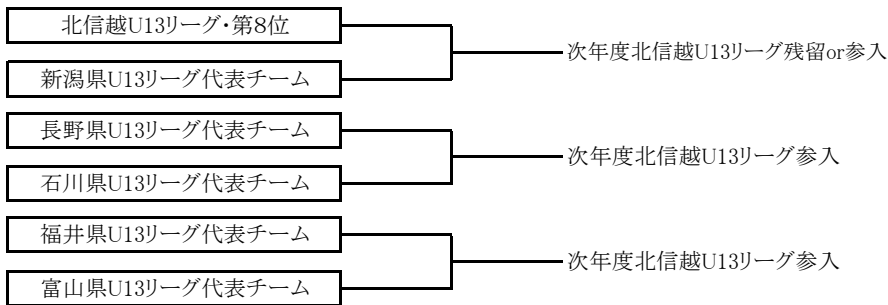 北信越U13リーグ・第8位
次年度北信越U13リーグ残留or参入
新潟県U13リーグ代表チーム
長野県U13リーグ代表チーム
次年度北信越U13リーグ参入
石川県U13リーグ代表チーム
福井県U13リーグ代表チーム
次年度北信越U13リーグ参入
富山県U13リーグ代表チーム